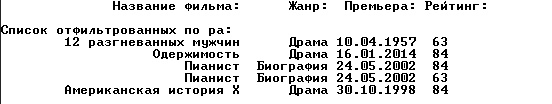 Название фильма: Жанр: Премьера: Рейтинг:
Список отфильтрованных по ра:
12 разгневанных мужчин Драма 10.04.1957 63
Одержимость Драма 16.01.2014 84
Пианист Биография 24.05.2002 84
Пианист Биография 24.05.2002 63
Американская история X Драма 30.10.1998 84